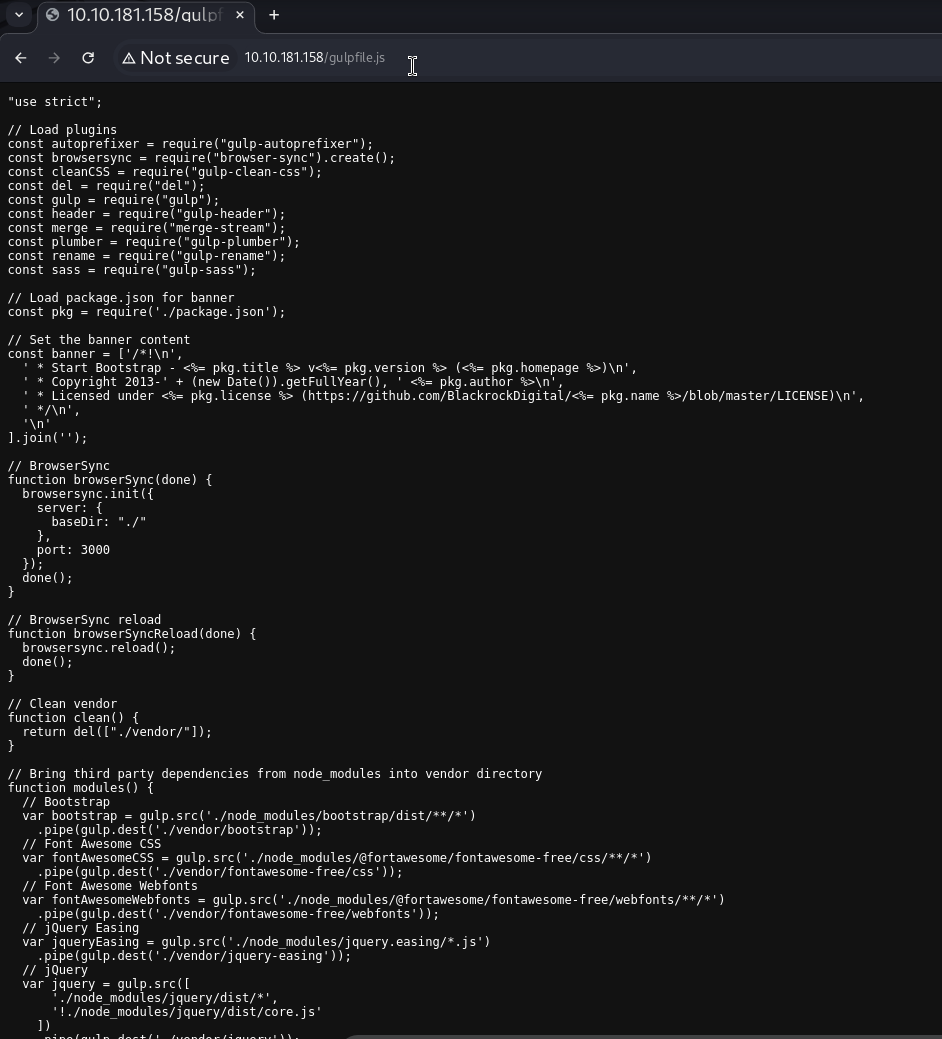 10.10.181.158/gulpf
Not secure 10.10.181.158/gulpfile.js
"use strict";
// Load plugins
const autoprefixer = require("gulp-autoprefixer");
const browsersync = require("browser-sync").create();
const cleanCSS = require("gulp-clean-css");
const del = require("del");
const gulp = require("gulp");
const header = require("gulp-header");
const merge = require("merge-stream");
const plumber = require("gulp-plumber");
const rename = require("gulp-rename");
const sass = require("gulp-sass");
// Load package.json for banner
const pkg = require('./package.json');
// Set the banner content
const banner = ['/*!\n',
  ' * Start Bootstrap - <%= pkg.title %> v<%= pkg.version %> (<%= pkg.homepage %>)\n',
  ' * Copyright 2013-' + (new Date()).getFullYear(), ' <%= pkg.author %>\n',
  ' * Licensed under <%= pkg.license %> (https://github.com/BlackrockDigital/<%= pkg.name %>/blob/master/LICENSE)\n',
  ' */\n',
  '\n'
].join('');
// BrowserSync
function browserSync(done) {
  browsersync.init({
    server: {
      baseDir: "./"
    },
    port: 3000
  });
  done();
}
// BrowserSync reload
function browserSyncReload(done) {
  browsersync.reload();
  done();
}
// Clean vendor
function clean() {
  return del(["./vendor/"]);
}
// Bring third party dependencies from node_modules into vendor directory
function modules() {
  // Bootstrap
  var bootstrap = gulp.src('./node_modules/bootstrap/dist/**/*')
    .pipe(gulp.dest('./vendor/bootstrap'));
  // Font Awesome CSS
  var fontAwesomeCSS = gulp.src('./node_modules/@fortawesome/fontawesome-free/css/**/*')
    .pipe(gulp.dest('./vendor/fontawesome-free/css'));
  // Font Awesome Webfonts
  var fontAwesomeWebfonts = gulp.src('./node_modules/@fortawesome/fontawesome-free/webfonts/**/*')
    .pipe(gulp.dest('./vendor/fontawesome-free/webfonts'));
  // jQuery Easing
  var jqueryEasing = gulp.src('./node_modules/jquery.easing/*.js')
    .pipe(gulp.dest('./vendor/jquery-easing'));
  // jQuery
  var jquery = gulp.src([
      './node_modules/jquery/dist/*',
      '!./node_modules/jquery/dist/core.js'
    ])
    .pipe(gulp.dest('./vendor/jquery'));